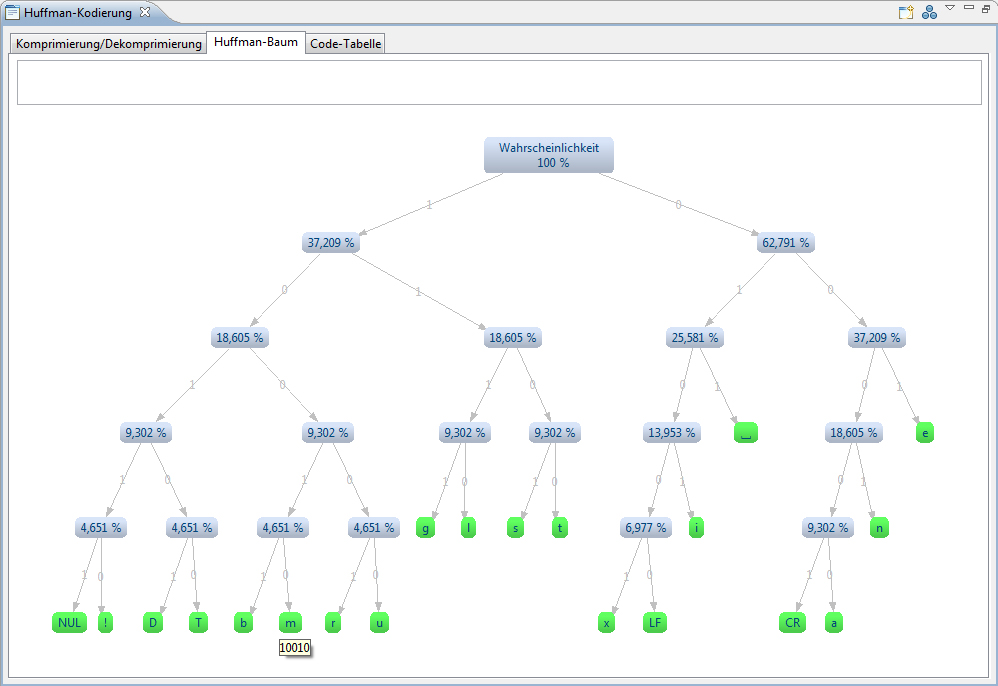 Huffman-Kodierung
Komprimierung/Dekomprimierung Huffman-Baum Code-Tabelle
Wahrscheinlichkeit
100 %
1 0
37,209 % 62,791 %
0 1 1 0
18,605 % 18,605 % 25,581 % 37,209 %
1 0 1 0 0 1 0 1
9,302 % 9,302 % 9,302 % 9,302 % 13,953 % ␣ 18,605 % e
1 0 1 0 1 0 1 0 0 1 0 1
4,651 % 4,651 % 4,651 % 4,651 % g l s t 6,977 % i 9,302 % n
1 0 1 0 1 0 1 0 1 0 1 0
NUL ! D T b m r u x LF CR a
10010